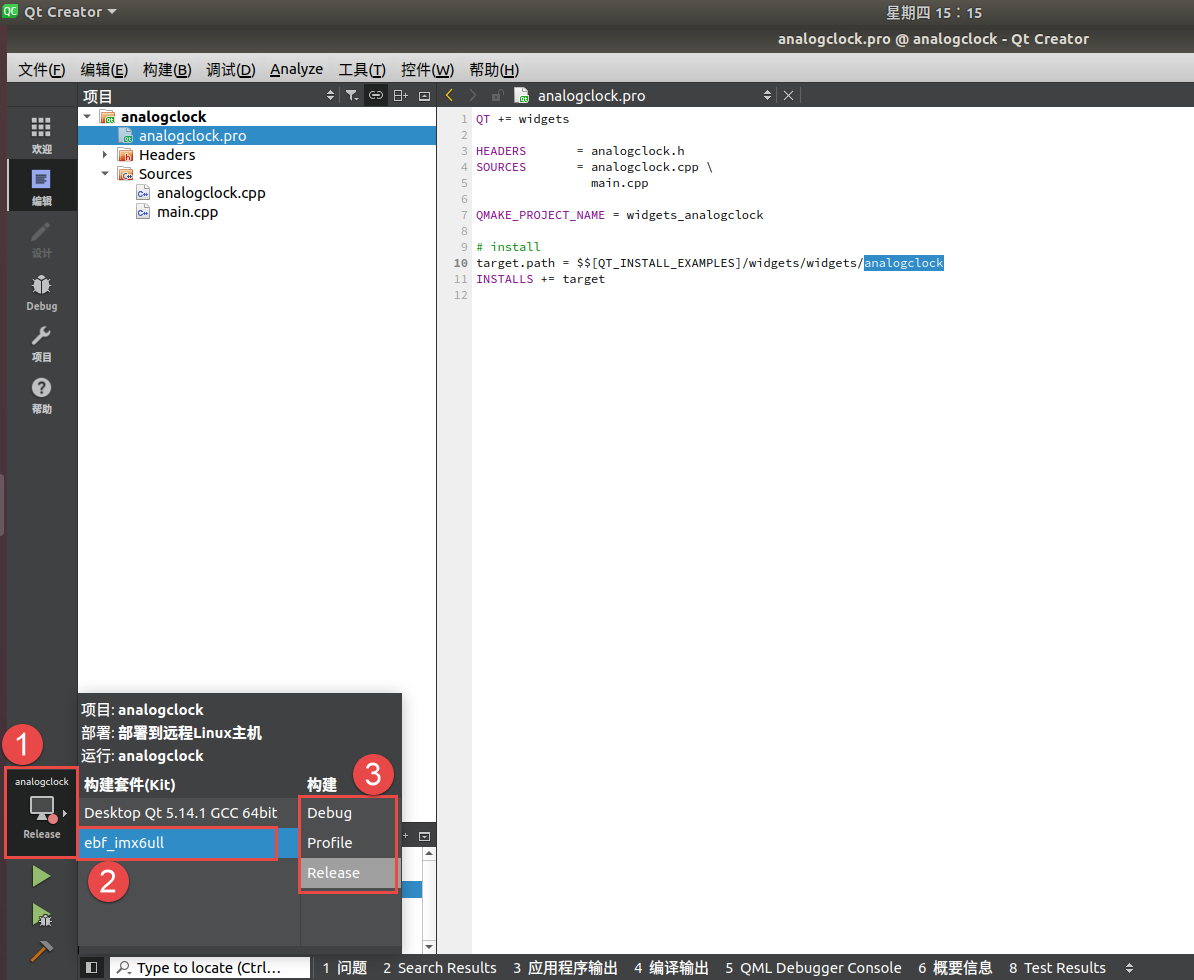 Qt Creator
星期四 15：15
analogclock.pro @ analogclock - Qt Creator
文件(F) 编辑(E) 构建(B) 调试(D) Analyze 工具(T) 控件(W) 帮助(H)
项目
analogclock.pro
欢迎
编辑
设计
Debug
项目
帮助
analogclock
analogclock.pro
Headers
Sources
analogclock.cpp
main.cpp
1 QT += widgets
2
3 HEADERS = analogclock.h
4 SOURCES = analogclock.cpp \
5 main.cpp
6
7 QMAKE_PROJECT_NAME = widgets_analogclock
8
9 # install
10 target.path = $$[QT_INSTALL_EXAMPLES]/widgets/widgets/analogclock
11 INSTALLS += target
12
项目: analogclock
部署: 部署到远程Linux主机
运行: analogclock
构建套件(Kit) 构建
Desktop Qt 5.14.1 GCC 64bit
ebf_imx6ull
Debug
Profile
Release
1
2
3
analogclock
Release
Type to locate (Ctrl...
1 问题 2 Search Results 3 应用程序输出 4 编译输出 5 QML Debugger Console 6 概要信息 8 Test Results